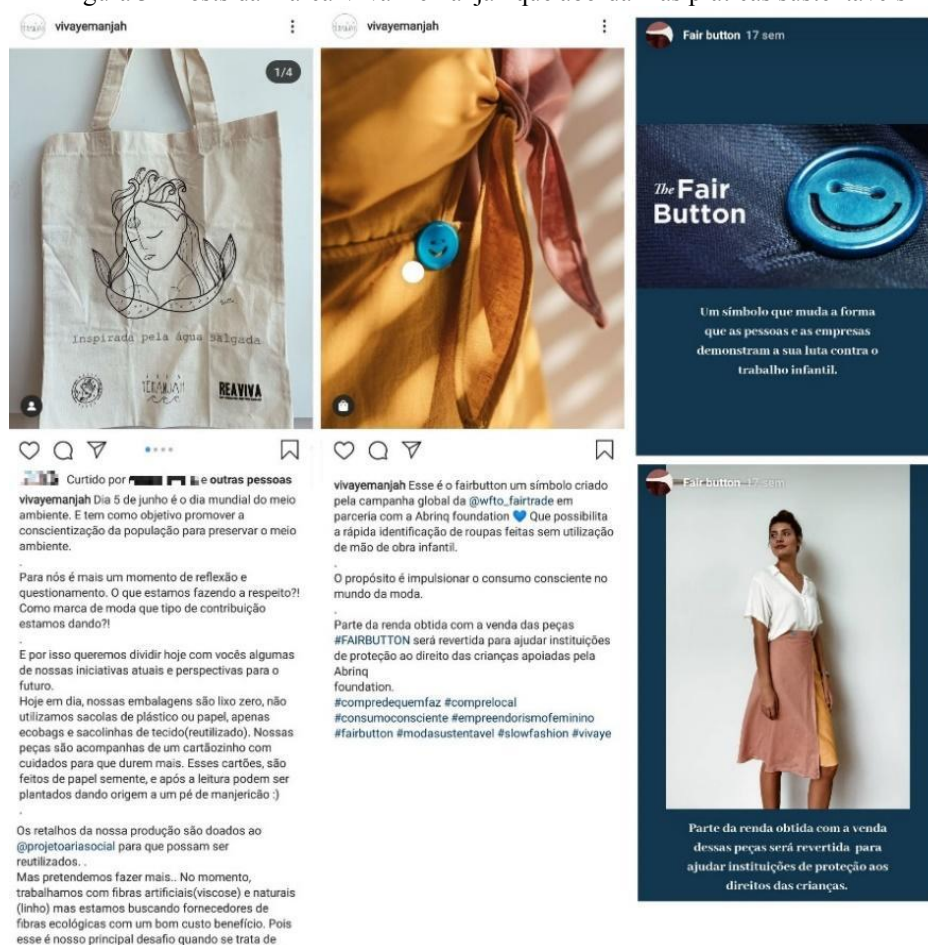 vivayemanjah
1/4
Inspirada pela água salgada
REAVIVA
Curtido por
e outras pessoas
vivayemanjah Dia 5 de junho é o dia mundial do meio
ambiente. E tem como objetivo promover a
conscientização da população para preservar o meio
ambiente.
.
Para nós é mais um momento de reflexão e
questionamento. O que estamos fazendo a respeito?!
Como marca de moda que tipo de contribuição
estamos dando?!
.
E por isso queremos dividir hoje com vocês algumas
de nossas iniciativas atuais e perspectivas para o
futuro.
Hoje em dia, nossas embalagens são lixo zero, não
utilizamos sacolas de plástico ou papel, apenas
ecobags e sacolinhas de tecido(reutilizado). Nossas
peças são acompanhas de um cartãozinho com
cuidados para que durem mais. Esses cartões, são
feitos de papel semente, e após a leitura podem ser
plantados dando origem a um pé de manjericão :)
.
Os retalhos da nossa produção são doados ao
@projetoariasocial para que possam ser
reutilizados. .
Mas pretendemos fazer mais.. No momento,
trabalhamos com fibras artificiais(viscose) e naturais
(linho) mas estamos buscando fornecedores de
fibras ecológicas com um bom custo benefício. Pois
esse é nosso principal desafio quando se trata de
vivayemanjah
vivayemanjah Esse é o fairbutton um símbolo criado
pela campanha global da @wfto_fairtrade em
parceria com a Abrinq foundation 💙 Que possibilita
a rápida identificação de roupas feitas sem utilização
de mão de obra infantil.
.
O propósito é impulsionar o consumo consciente no
mundo da moda.
.
Parte da renda obtida com a venda das peças
#FAIRBUTTON será revertida para ajudar instituições
de proteção ao direito das crianças apoiadas pela
Abrinq
foundation.
#compredequemfaz #comprelocal
#consumoconsciente #empreendorismofeminino
#fairbutton #modasustentavel #slowfashion #vivaye
Fair button 17 sem
The Fair
Button
Um símbolo que muda a forma
que as pessoas e as empresas
demonstram a sua luta contra o
trabalho infantil.
Fair button 17 sem
Parte da renda obtida com a venda
dessas peças será revertida para
ajudar instituições de proteção aos
direitos das crianças.